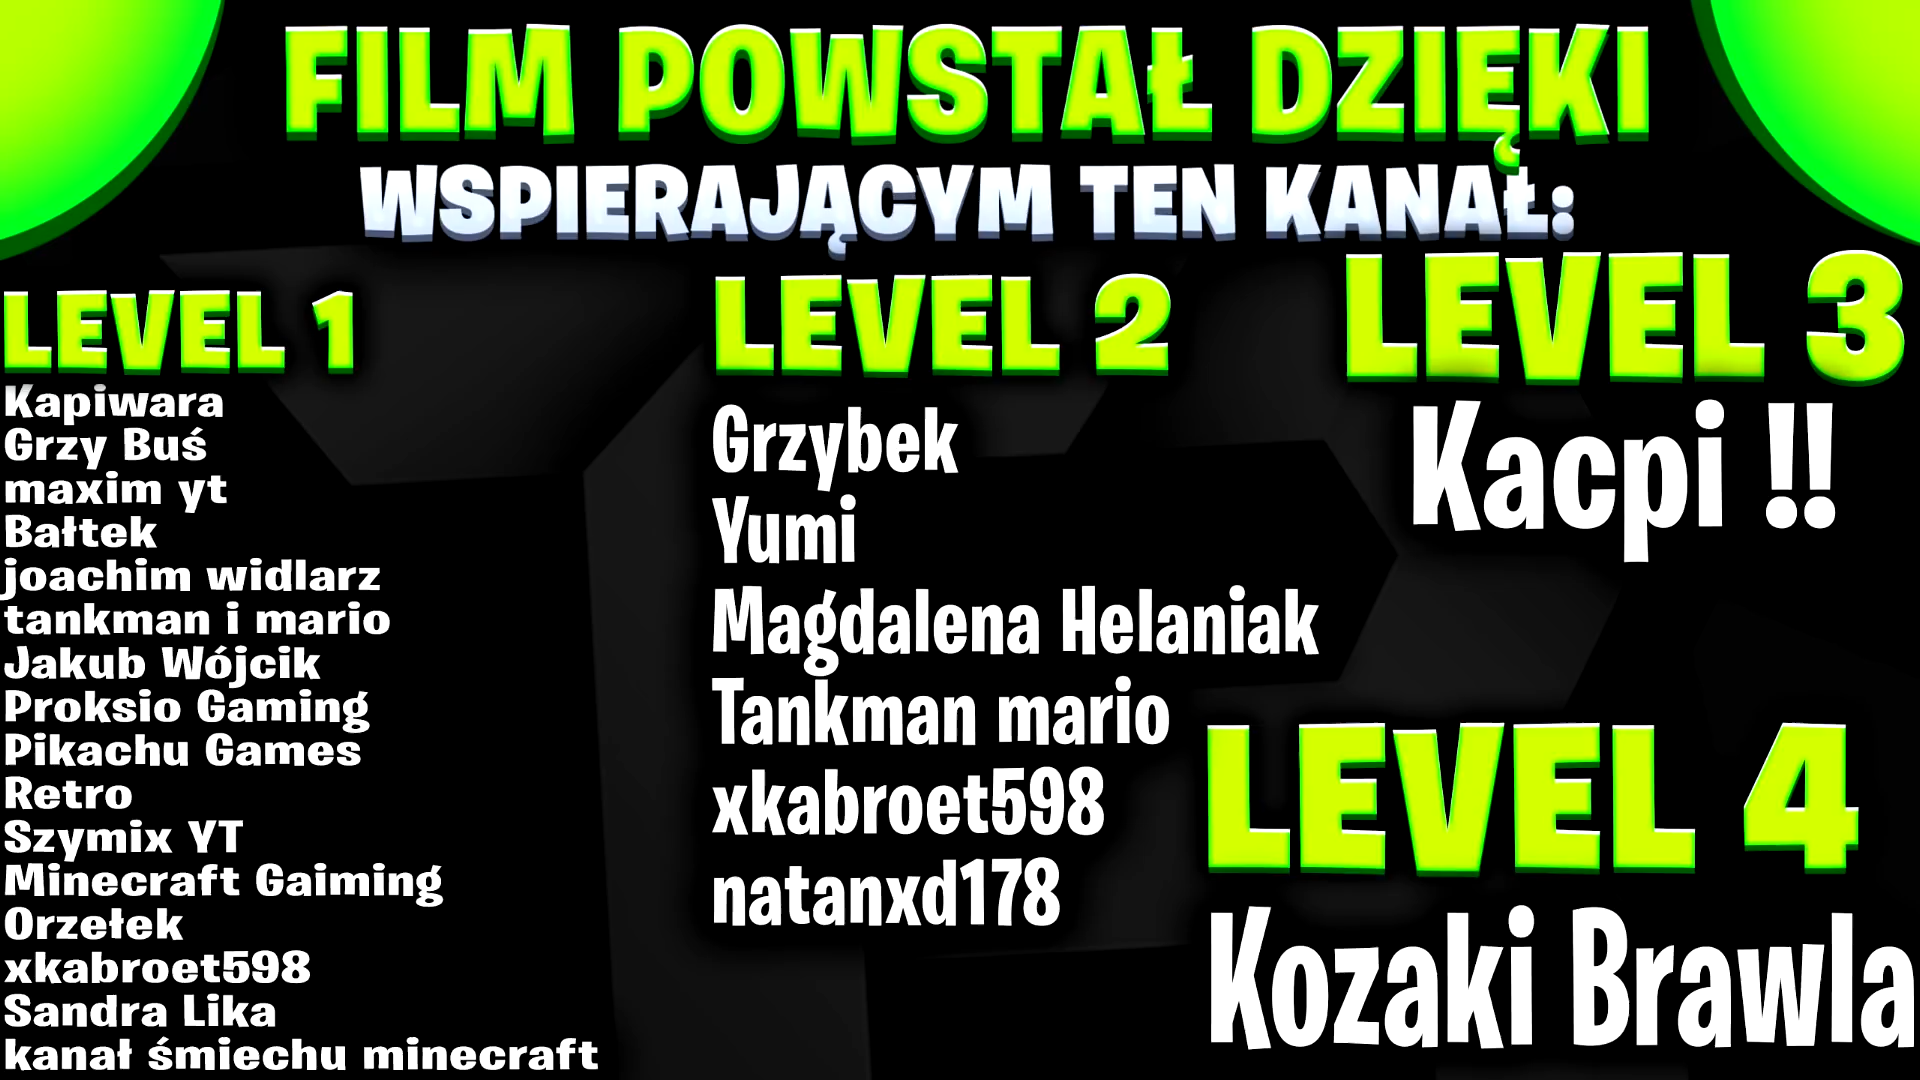 FILM POWSTAŁ DZIĘKI
WSPIERAJĄCYM TEN KANAŁ:
LEVEL 1
Kapiwara
Grzy Buś
maxim yt
Bałtek
joachim widlarz
tankman i mario
Jakub Wójcik
Proksio Gaming
Pikachu Games
Retro
Szymix YT
Minecraft Gaiming
Orzełek
xkabroet598
Sandra Lika
kanał śmiechu minecraft
LEVEL 2
Grzybek
Yumi
Magdalena Helaniak
Tankman mario
xkabroet598
natanxd178
LEVEL 3
Kacpi !!
LEVEL 4
Kozaki Brawla